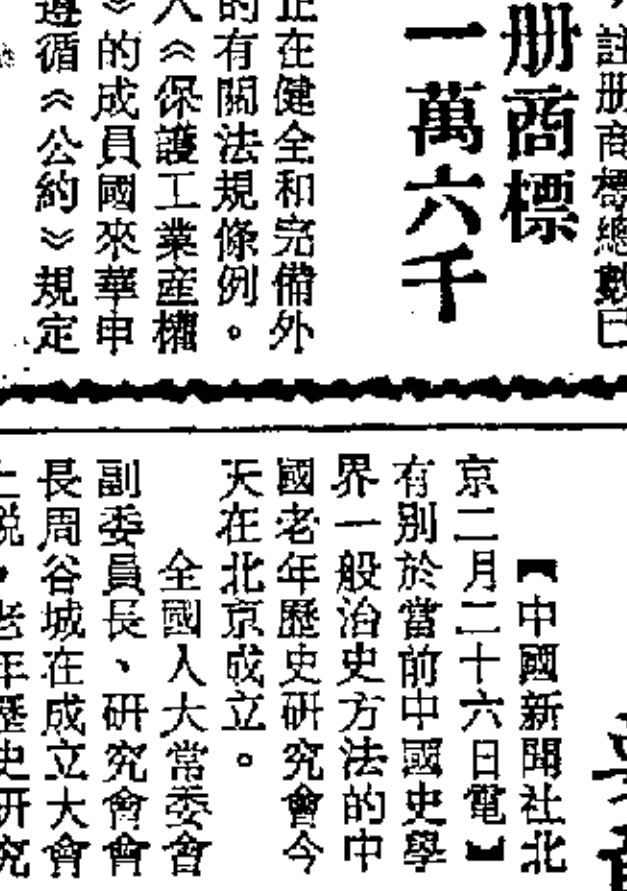 註册商標總數已
册商標
一萬六千
正在健全和完備外
的有關法規條例。
入《保護工業産權
》的成員國來華申
遵循《公約》規定
【中國新聞社北
京二月二十六日電】
有別於當前中國史學
界一般治史方法的中
國老年歷史研究會今
天在北京成立。
全國人大常委會
副委員長、研究會會
長周谷城在成立大會
上說,老年歷史研究